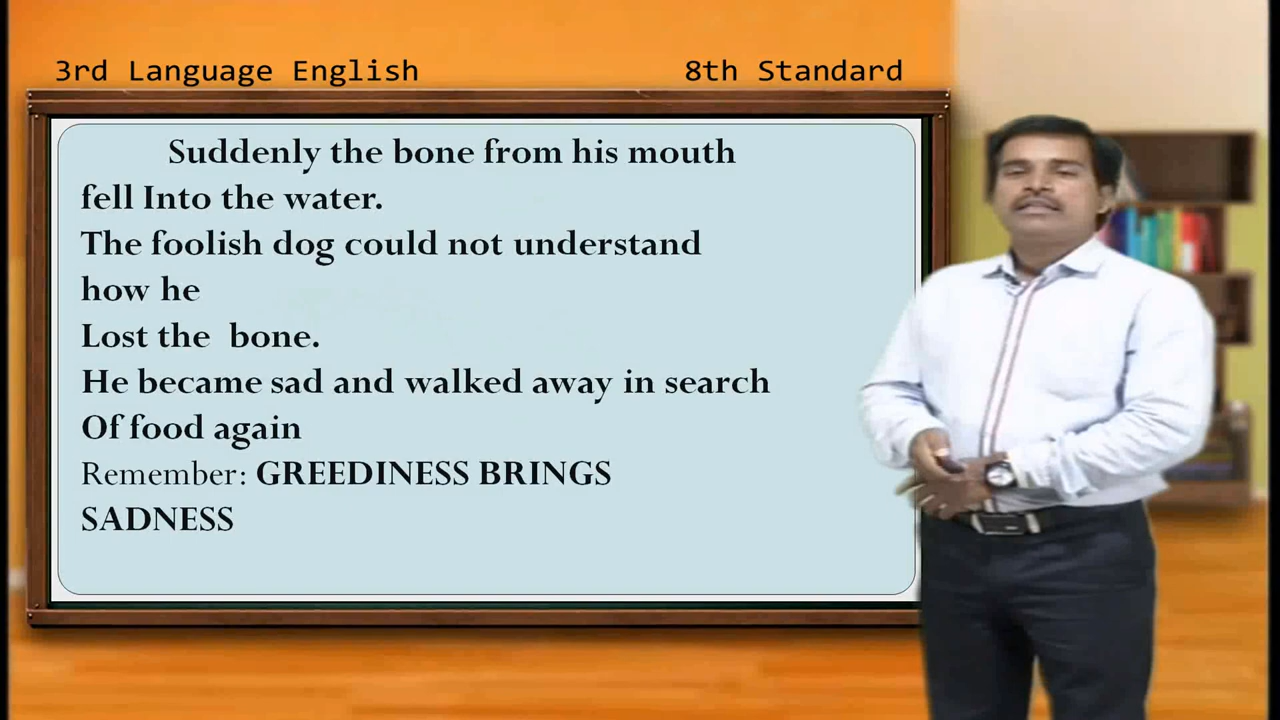 3rd Language English 8th Standard
Suddenly the bone from his mouth
fell Into the water.
The foolish dog could not understand
how he
Lost the bone.
He became sad and walked away in search
Of food again
Remember: GREEDINESS BRINGS
SADNESS